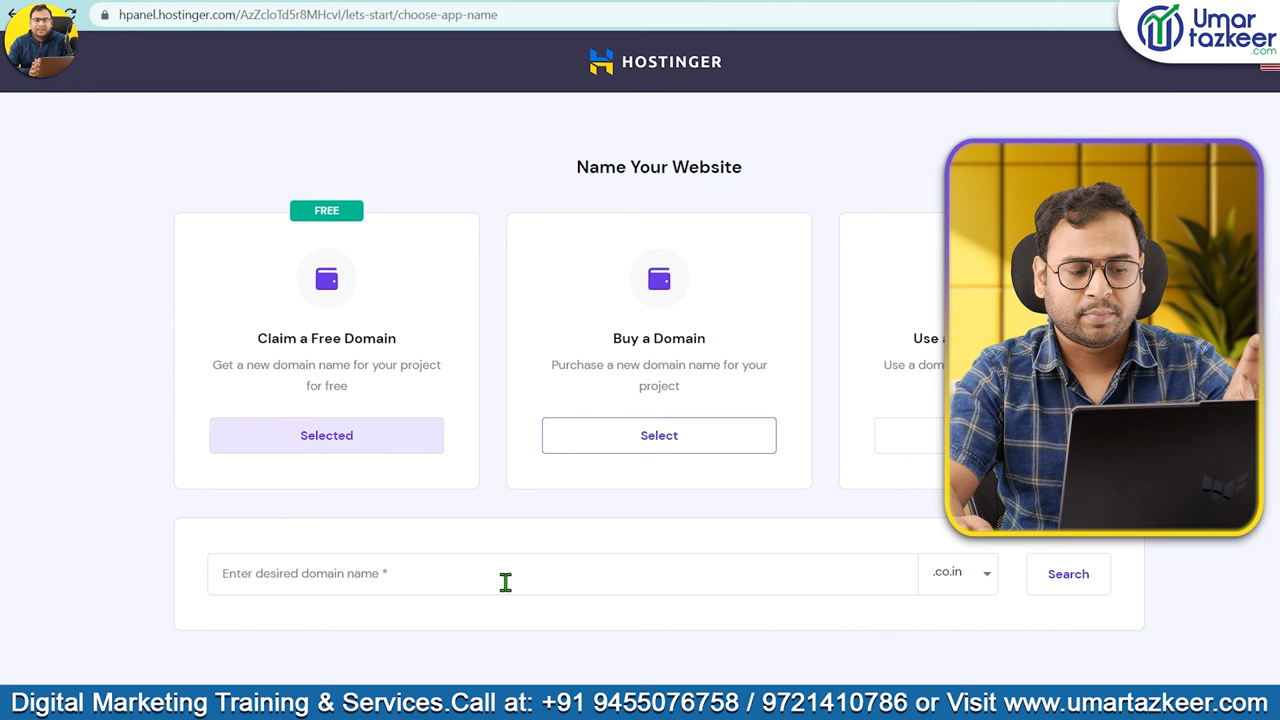 hpanel.hostinger.com/AzZcloTd5r8MHcvI/lets-start/choose-app-name
Umar
tazkeer
.com
HOSTINGER
Name Your Website
FREE
Claim a Free Domain
Get a new domain name for your project
for free
Selected
Buy a Domain
Purchase a new domain name for your
project
Select
Use a
Use a dom
Enter desired domain name *
.co.in
Search
Digital Marketing Training & Services.Call at: +91 9455076758 / 9721410786 or Visit www.umartazkeer.com